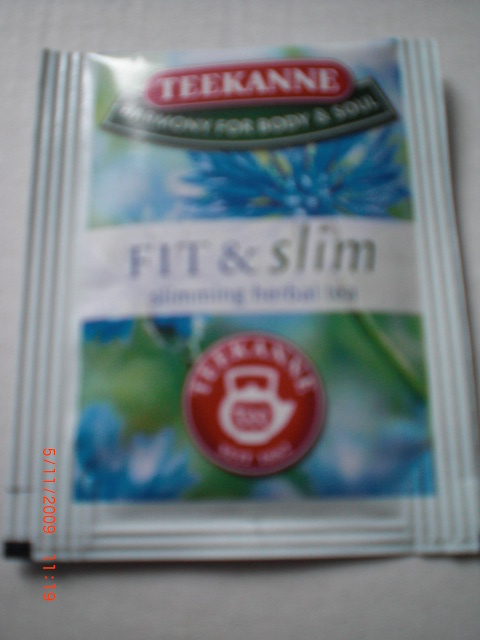 TEEKANNE
HARMONY FOR BODY & SOUL
FIT & slim
slimming herbal tea
TEEKANNE
5/11/2009 11:19